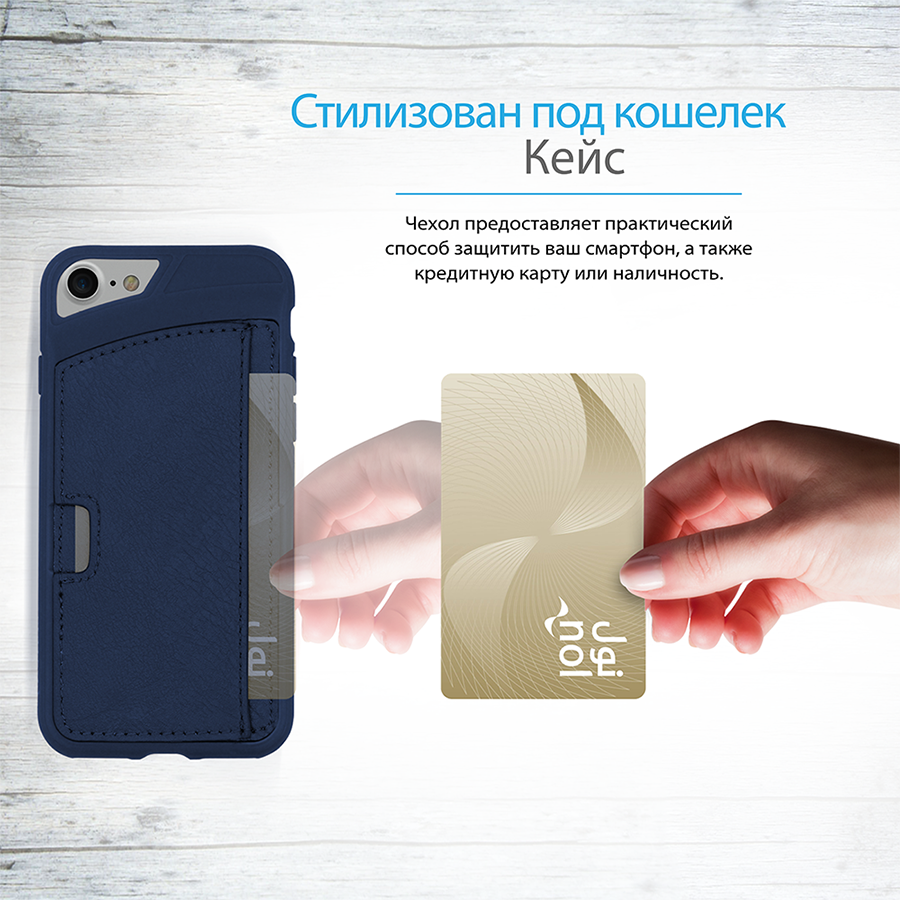 Стилизован под кошелек
Кейс
Чехол предоставляет практический
способ защитить ваш смартфон, а также
кредитную карту или наличность.